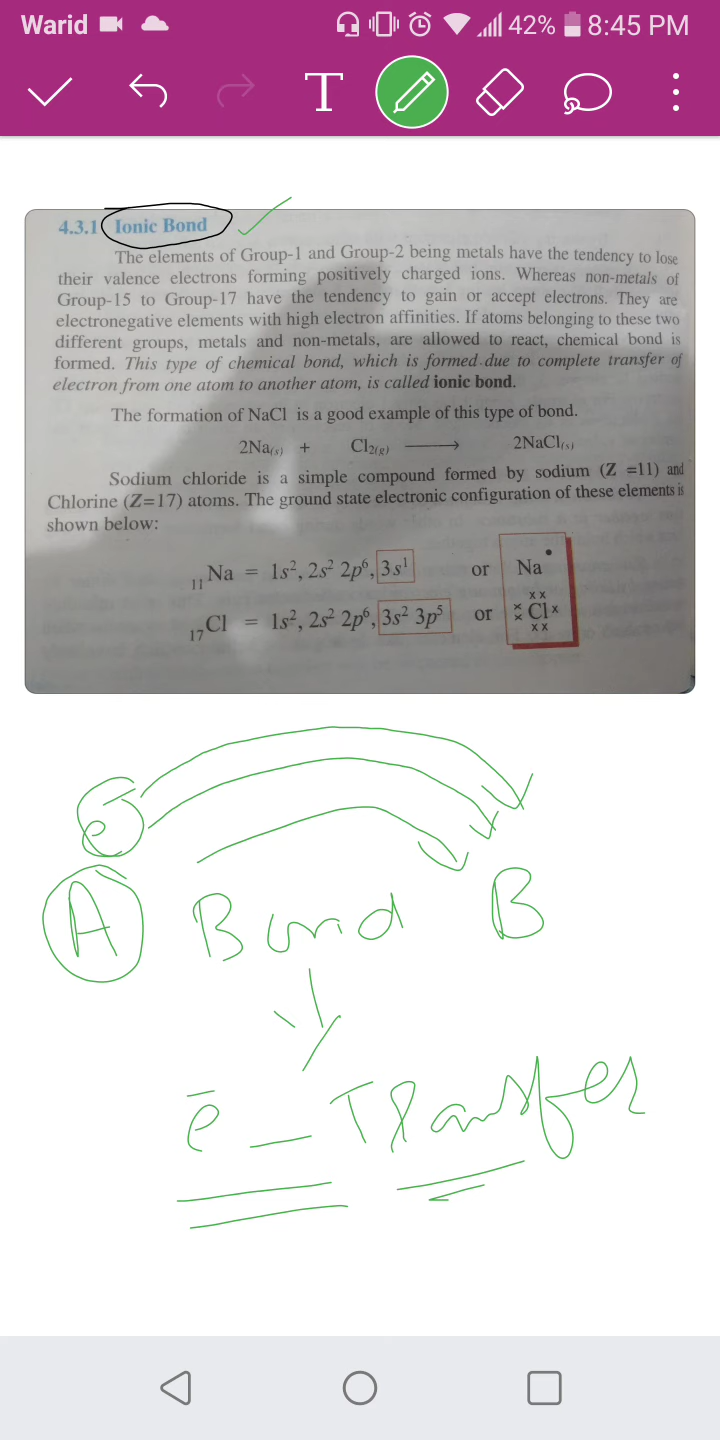 Warid 42% 8:45 PM
T
4.3.1 Ionic Bond
The elements of Group-1 and Group-2 being metals have the tendency to lose
their valence electrons forming positively charged ions. Whereas non-metals of
Group-15 to Group-17 have the tendency to gain or accept electrons. They are
electronegative elements with high electron affinities. If atoms belonging to these two
different groups, metals and non-metals, are allowed to react, chemical bond is
formed. This type of chemical bond, which is formed due to complete transfer of
electron from one atom to another atom, is called ionic bond.
The formation of NaCl is a good example of this type of bond.
2Na(s) + Cl2(g) ⟶ 2NaCl(s)
Sodium chloride is a simple compound formed by sodium (Z =11) and
Chlorine (Z=17) atoms. The ground state electronic configuration of these elements is
shown below:
₁₁Na = 1s², 2s² 2p⁶, 3s¹ or Na •
xx
₁₇Cl = 1s², 2s² 2p⁶, 3s² 3p⁵ or xx Cl x
xx
e
A Bond B
ē _ Transfer